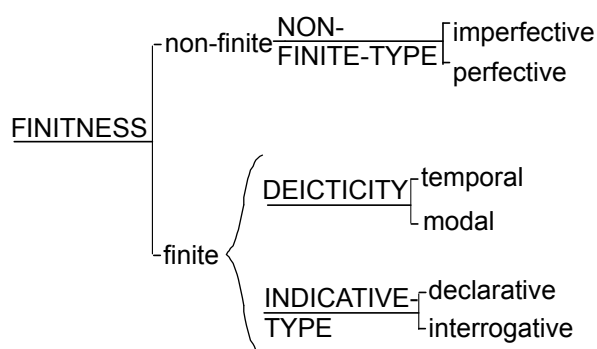 NON-
non-finite FINITE-TYPE
imperfective
perfective
FINITNESS
DEICTICITY
temporal
modal
finite
INDICATIVE-
TYPE
declarative
interrogative